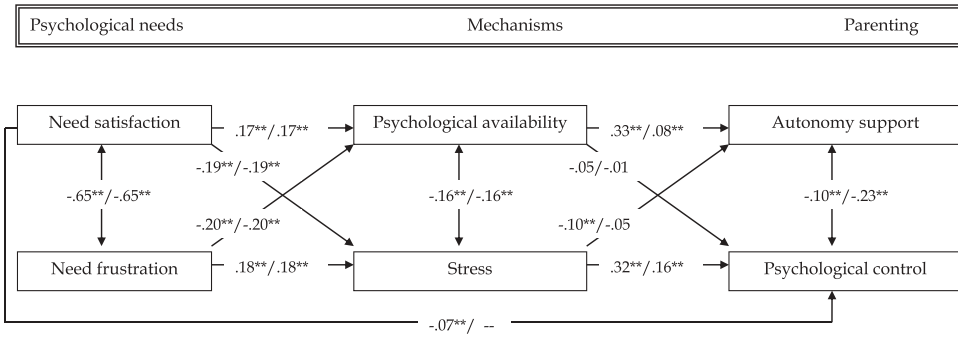 Psychological needs Mechanisms Parenting
Need satisfaction .17**/.17** Psychological availability .33**/.08** Autonomy support
-.19**/-.19** -.05/-.01
-.65**/-.65** -.16**/-.16** -.10**/-.23**
-.20**/-.20** -.10**/-.05
Need frustration .18**/.18** Stress .32**/.16** Psychological control
-.07**/ --